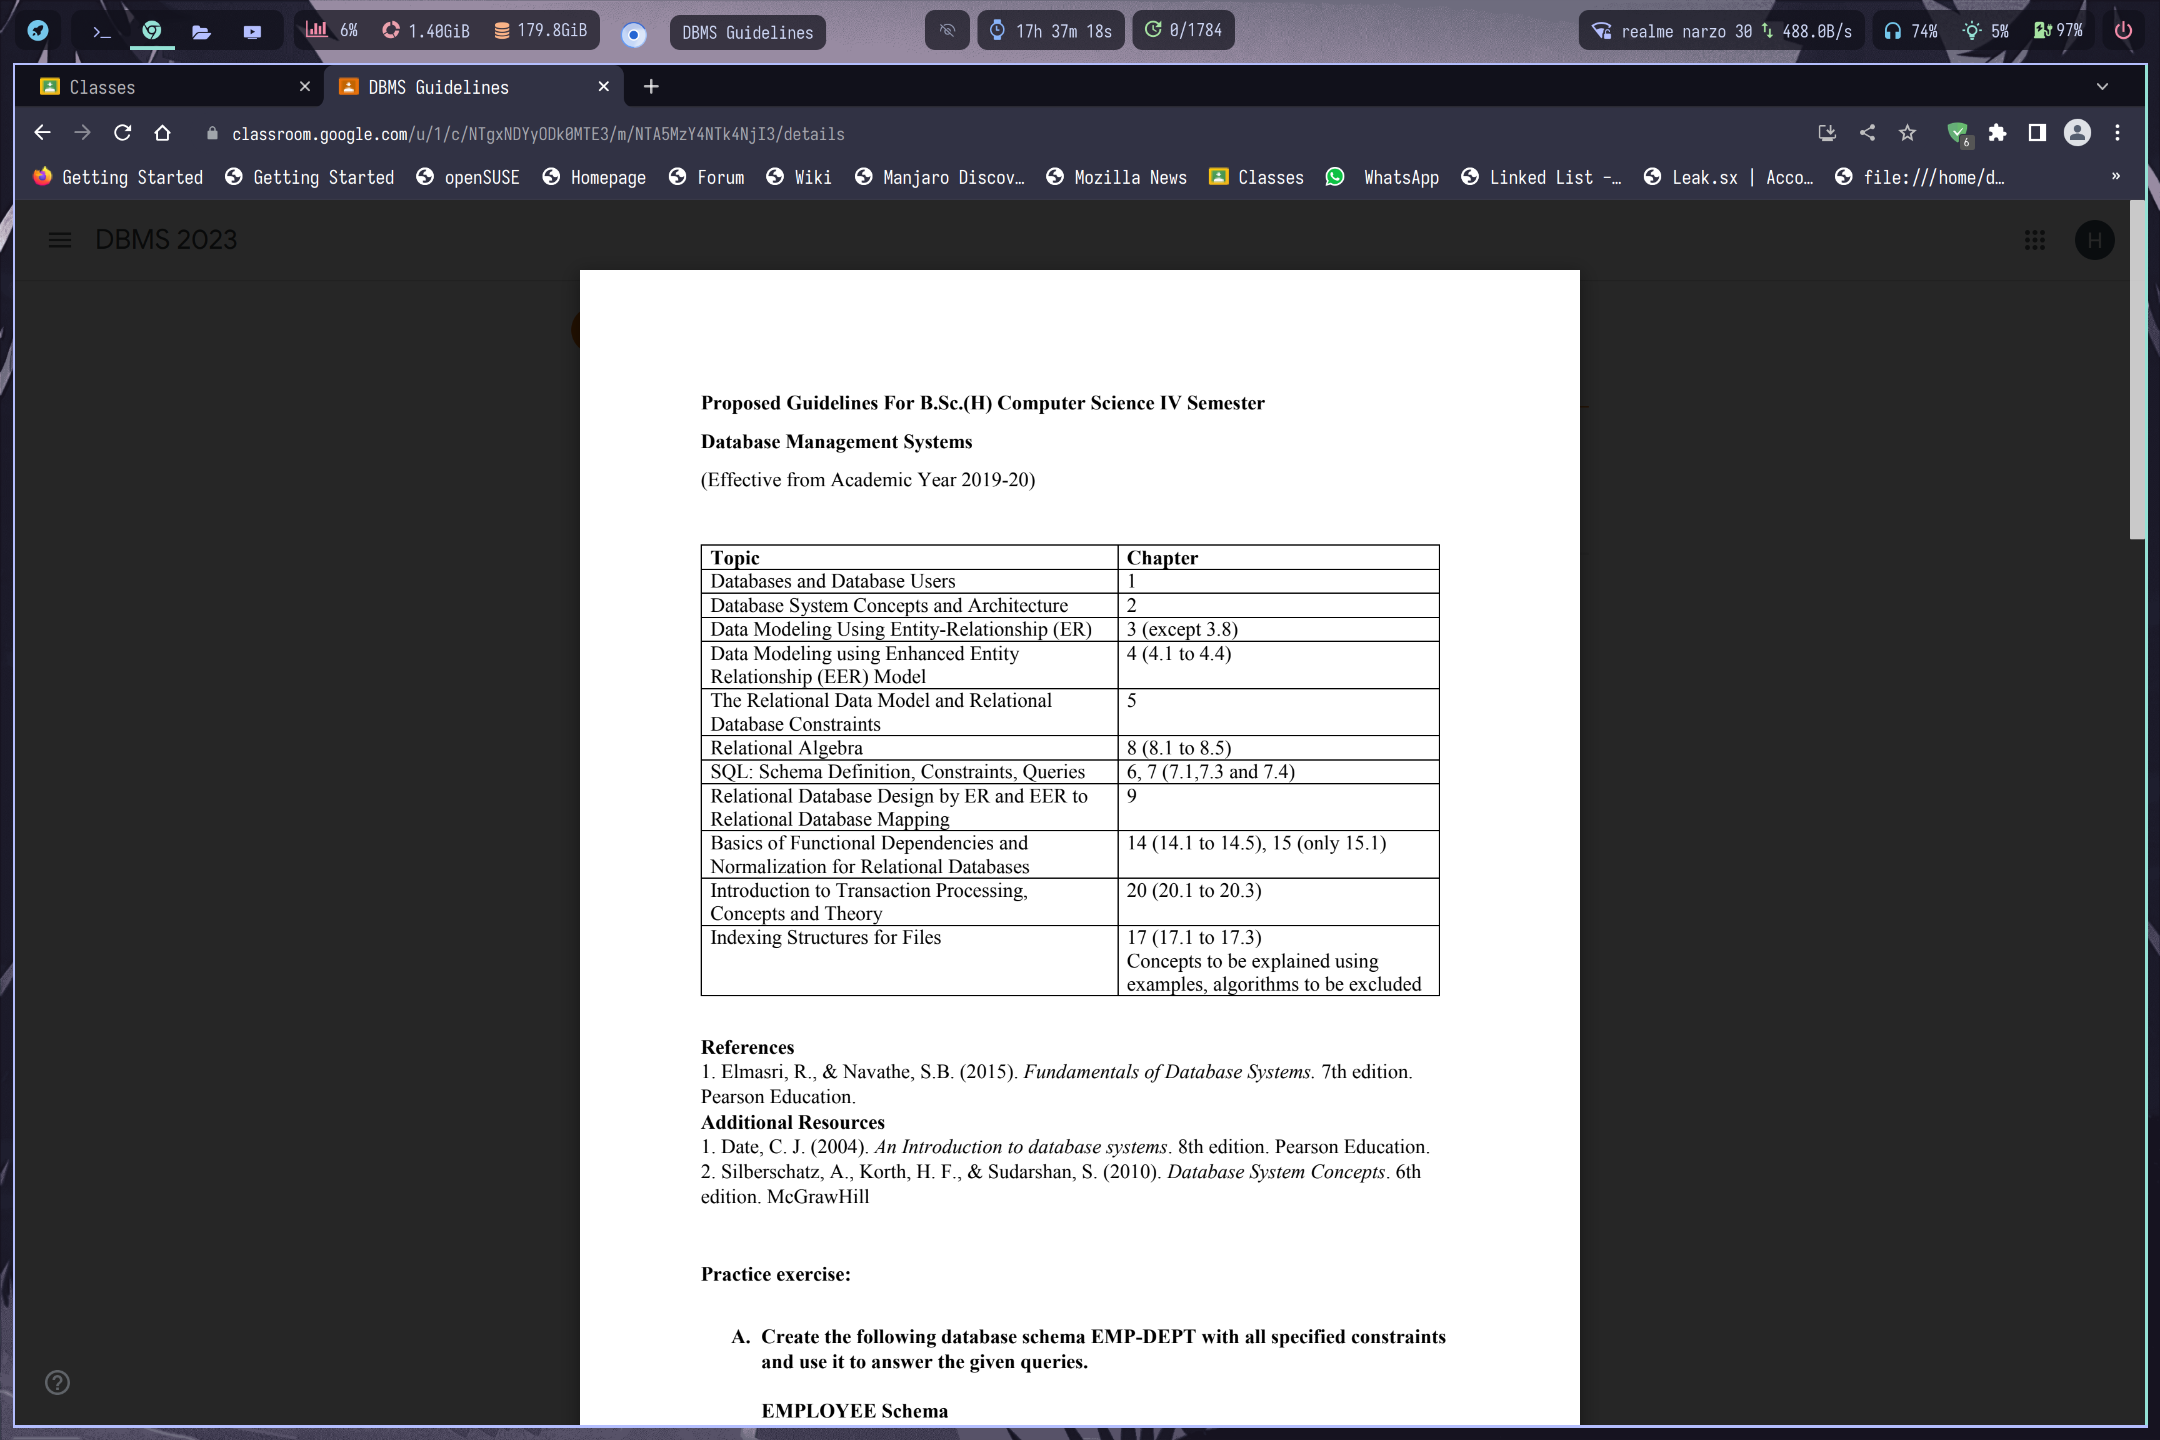 6% 1.40GiB 179.8GiB DBMS Guidelines 17h 37m 18s 0/1784 realme narzo 30 488.0B/s 74% 5% 97%
Classes DBMS Guidelines
classroom.google.com/u/1/c/NTgxNDYyODk0MTE3/m/NTA5MzY4NTk4NjI3/details
6
Getting Started Getting Started openSUSE Homepage Forum Wiki Manjaro Discov… Mozilla News Classes WhatsApp Linked List -… Leak.sx | Acco… file:///home/d… »
DBMS 2023 H
Proposed Guidelines For B.Sc.(H) Computer Science IV Semester
Database Management Systems
(Effective from Academic Year 2019-20)
Topic Chapter
Databases and Database Users 1
Database System Concepts and Architecture 2
Data Modeling Using Entity-Relationship (ER) 3 (except 3.8)
Data Modeling using Enhanced Entity 4 (4.1 to 4.4)
Relationship (EER) Model
The Relational Data Model and Relational 5
Database Constraints
Relational Algebra 8 (8.1 to 8.5)
SQL: Schema Definition, Constraints, Queries 6, 7 (7.1,7.3 and 7.4)
Relational Database Design by ER and EER to 9
Relational Database Mapping
Basics of Functional Dependencies and 14 (14.1 to 14.5), 15 (only 15.1)
Normalization for Relational Databases
Introduction to Transaction Processing, 20 (20.1 to 20.3)
Concepts and Theory
Indexing Structures for Files 17 (17.1 to 17.3)
Concepts to be explained using
examples, algorithms to be excluded
References
1. Elmasri, R., & Navathe, S.B. (2015). Fundamentals of Database Systems. 7th edition.
Pearson Education.
Additional Resources
1. Date, C. J. (2004). An Introduction to database systems. 8th edition. Pearson Education.
2. Silberschatz, A., Korth, H. F., & Sudarshan, S. (2010). Database System Concepts. 6th
edition. McGrawHill
Practice exercise:
A. Create the following database schema EMP-DEPT with all specified constraints
and use it to answer the given queries.
EMPLOYEE Schema